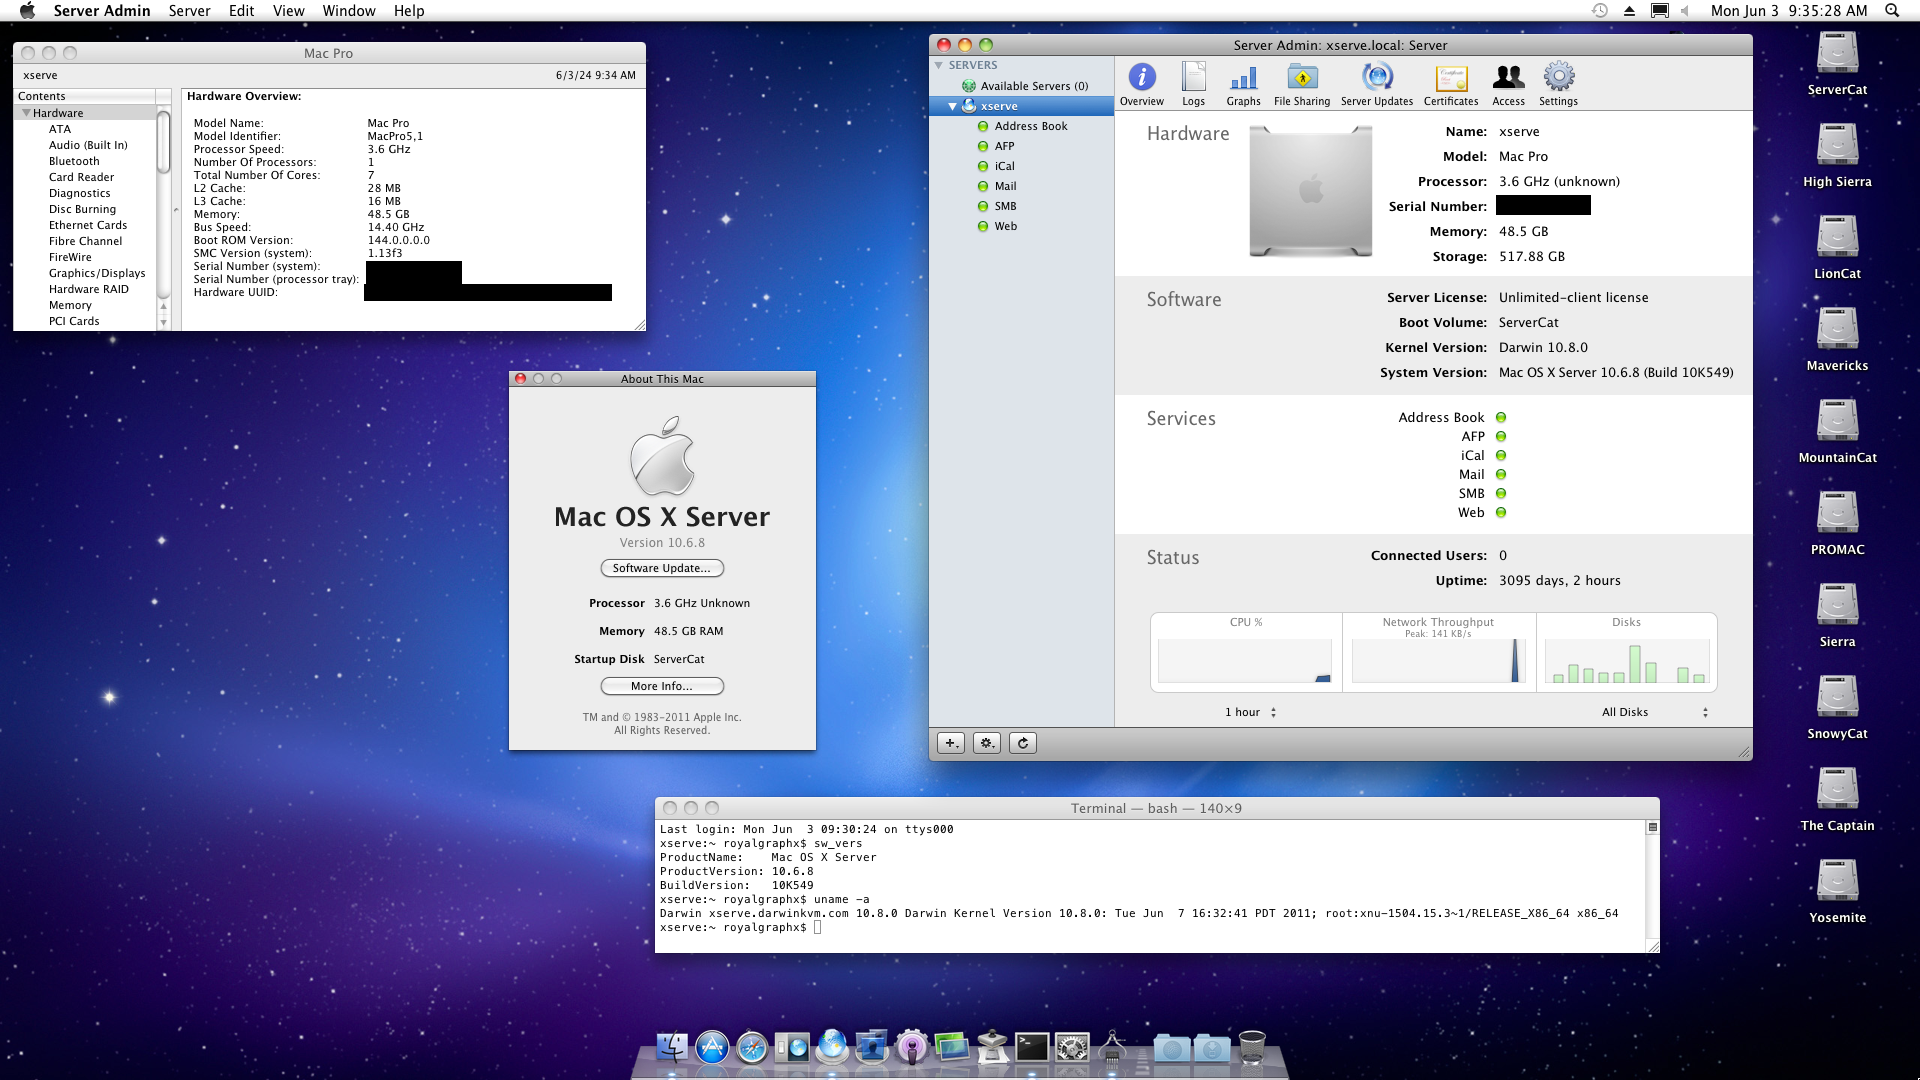 Server Admin Server Edit View Window Help
Mon Jun 3 9:35:28 AM
Mac Pro
xserve
6/3/24 9:34 AM
Contents
Hardware
ATA
Audio (Built In)
Bluetooth
Card Reader
Diagnostics
Disc Burning
Ethernet Cards
Fibre Channel
FireWire
Graphics/Displays
Hardware RAID
Memory
PCI Cards
Hardware Overview:
Model Name: Mac Pro
Model Identifier: MacPro5,1
Processor Speed: 3.6 GHz
Number Of Processors: 1
Total Number Of Cores: 7
L2 Cache: 28 MB
L3 Cache: 16 MB
Memory: 48.5 GB
Bus Speed: 14.40 GHz
Boot ROM Version: 144.0.0.0.0
SMC Version (system): 1.13f3
Serial Number (system):
Serial Number (processor tray):
Hardware UUID:
About This Mac
Mac OS X Server
Version 10.6.8
Software Update...
Processor 3.6 GHz Unknown
Memory 48.5 GB RAM
Startup Disk ServerCat
More Info...
TM and © 1983-2011 Apple Inc.
All Rights Reserved.
Server Admin: xserve.local: Server
SERVERS
Available Servers (0)
xserve
Address Book
AFP
iCal
Mail
SMB
Web
Overview Logs Graphs File Sharing Server Updates Certificates Access Settings
Hardware
Name: xserve
Model: Mac Pro
Processor: 3.6 GHz (unknown)
Serial Number:
Memory: 48.5 GB
Storage: 517.88 GB
Software
Server License: Unlimited-client license
Boot Volume: ServerCat
Kernel Version: Darwin 10.8.0
System Version: Mac OS X Server 10.6.8 (Build 10K549)
Services
Address Book
AFP
iCal
Mail
SMB
Web
Status
Connected Users: 0
Uptime: 3095 days, 2 hours
CPU %
Network Throughput
Peak: 141 KB/s
Disks
1 hour
All Disks
Terminal — bash — 140×9
Last login: Mon Jun  3 09:30:24 on ttys000
xserve:~ royalgraphx$ sw_vers
ProductName:    Mac OS X Server
ProductVersion: 10.6.8
BuildVersion:   10K549
xserve:~ royalgraphx$ uname -a
Darwin xserve.darwinkvm.com 10.8.0 Darwin Kernel Version 10.8.0: Tue Jun  7 16:32:41 PDT 2011; root:xnu-1504.15.3~1/RELEASE_X86_64 x86_64
xserve:~ royalgraphx$
ServerCat
High Sierra
LionCat
Mavericks
MountainCat
PROMAC
Sierra
SnowyCat
The Captain
Yosemite